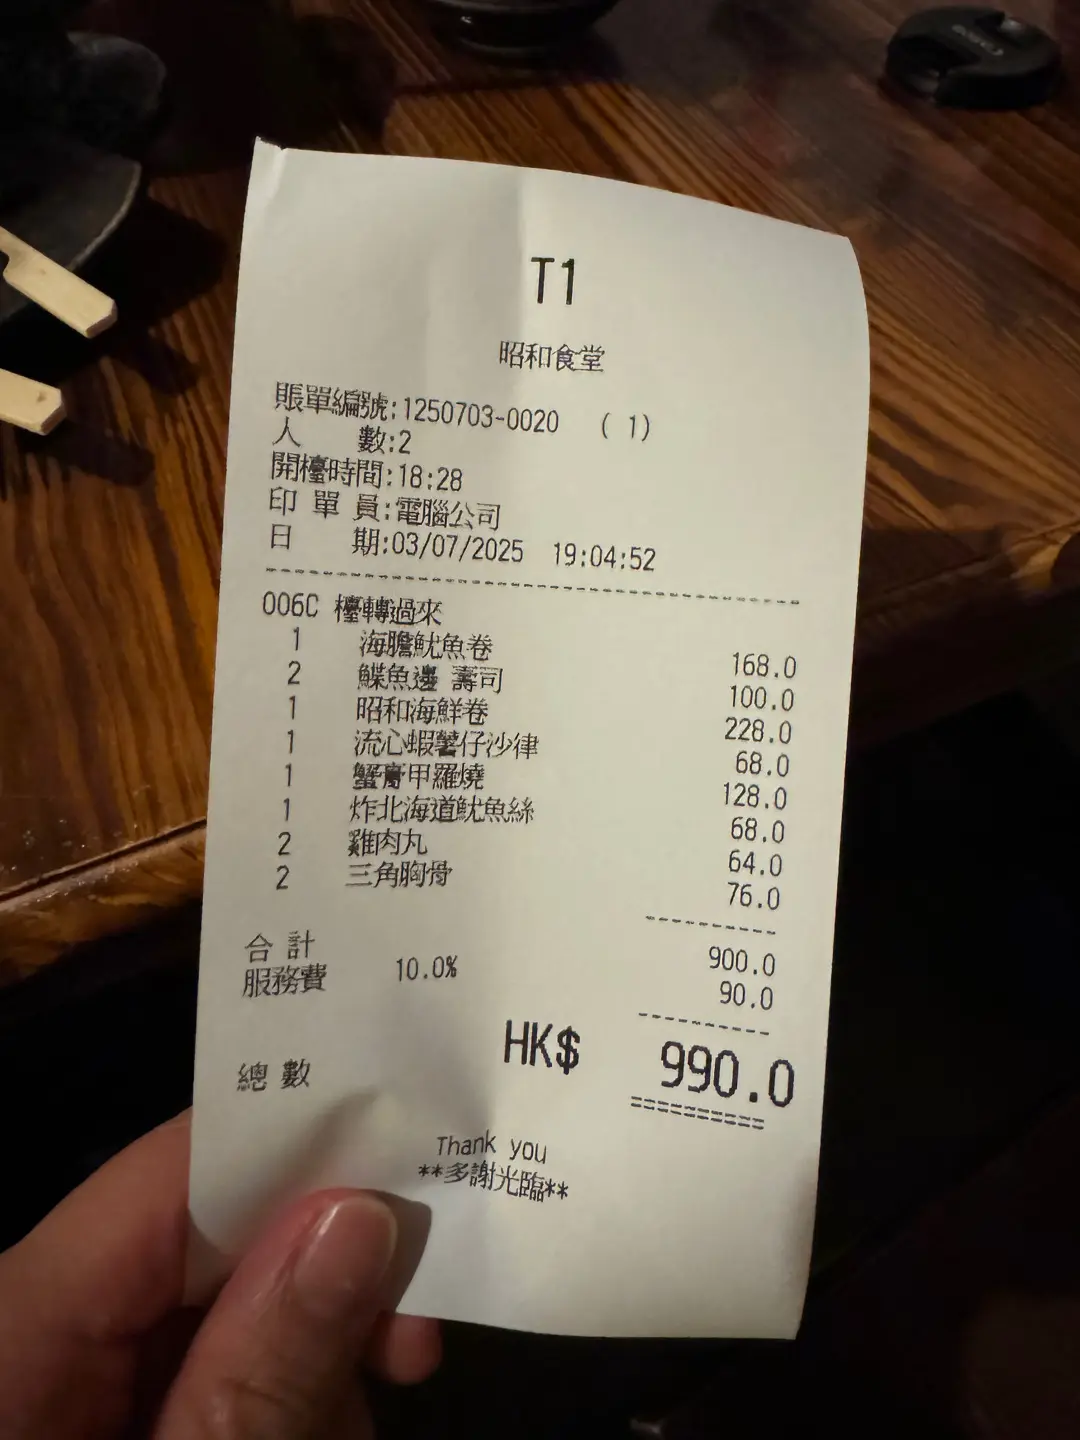 T1
昭和食堂
賬單編號:1250703-0020 ( 1)
人 數:2
開檯時間:18:28
印 單 員:電腦公司
日 期:03/07/2025 19:04:52
006C 檯轉過來
1 海膽魷魚卷 168.0
2 鰈魚邊 壽司 100.0
1 昭和海鮮卷 228.0
1 流心蝦薯仔沙律 68.0
1 蟹膏甲羅燒 128.0
1 炸北海道魷魚絲 68.0
2 雞肉丸 64.0
2 三角胸骨 76.0
合 計 900.0
服務費 10.0% 90.0
總 數 HK$ 990.0
Thank you
**多謝光臨**